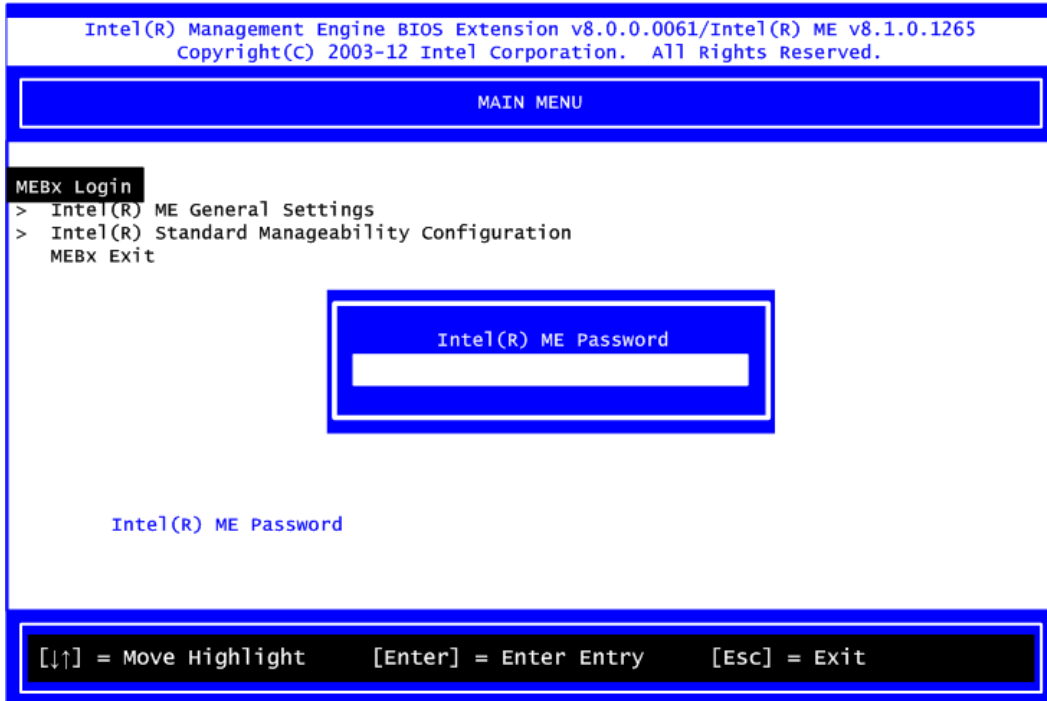 Intel(R) Management Engine BIOS Extension v8.0.0.0061/Intel(R) ME v8.1.0.1265
Copyright(C) 2003-12 Intel Corporation. All Rights Reserved.
MAIN MENU
MEBx Login
> Intel(R) ME General Settings
> Intel(R) Standard Manageability Configuration
MEBx Exit
Intel(R) ME Password
Intel(R) ME Password
[↓↑] = Move Highlight [Enter] = Enter Entry [Esc] = Exit